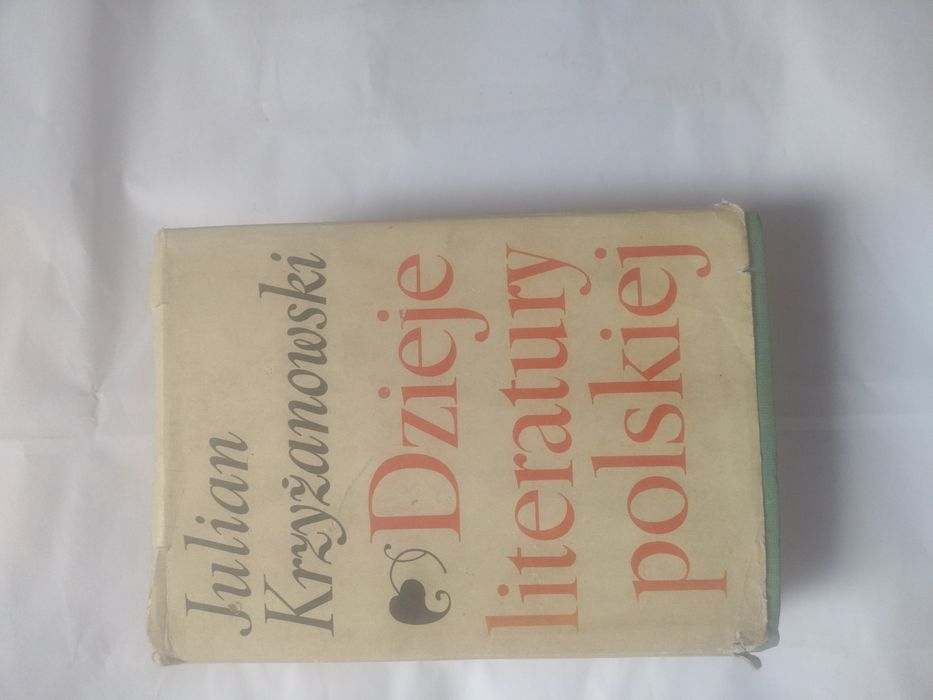 Julian
Krzyżanowski
Dzieje
literatury
polskiej